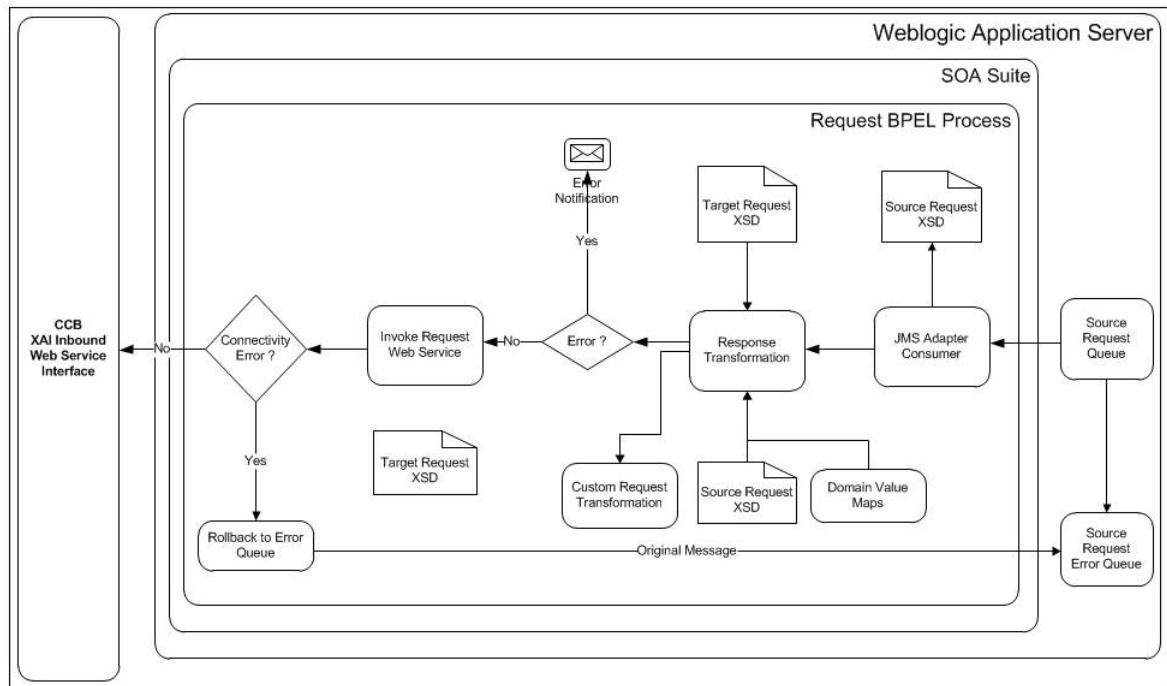 Weblogic Application Server
SOA Suite
Request BPEL Process
Error
Notification
Target Request
XSD
Source Request
XSD
Yes
CCB
XAI Inbound
Web Service
Interface
No
Connectivity
Error ?
Invoke Request
Web Service
No
Error ?
Response
Transformation
JMS Adapter
Consumer
Source
Request
Queue
Yes
Target Request
XSD
Custom Request
Transformation
Source Request
XSD
Domain Value
Maps
Rollback to Error
Queue
Original Message
Source
Request
Error Queue